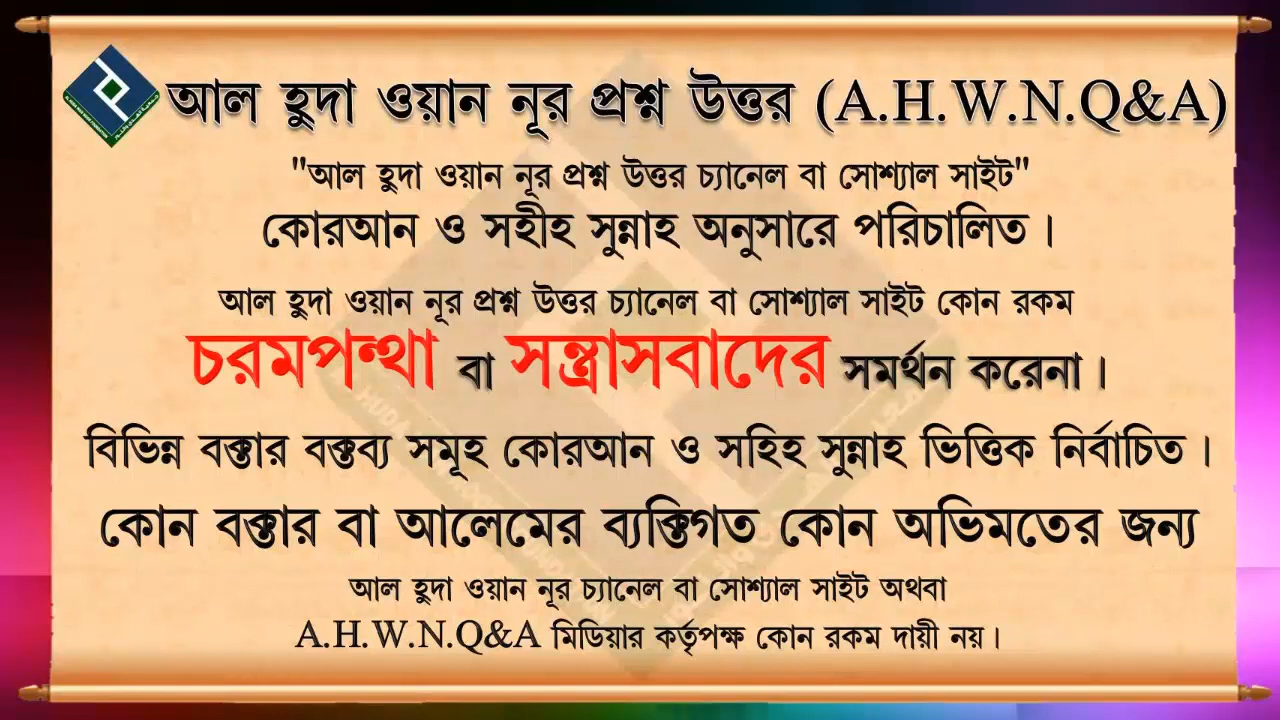 আল হুদা ওয়ান নূর প্রশ্ন উত্তর (A.H.W.N.Q&A)
"আল হুদা ওয়ান নূর প্রশ্ন উত্তর চ্যানেল বা সোশ্যাল সাইট"
কোরআন ও সহীহ সুন্নাহ অনুসারে পরিচালিত।
আল হুদা ওয়ান নূর প্রশ্ন উত্তর চ্যানেল বা সোশ্যাল সাইট কোন রকম
চরমপন্থা বা সন্ত্রাসবাদের সমর্থন করেনা।
বিভিন্ন বক্তার বক্তব্য সমূহ কোরআন ও সহিহ সুন্নাহ ভিত্তিক নির্বাচিত।
কোন বক্তার বা আলেমের ব্যক্তিগত কোন অভিমতের জন্য
আল হুদা ওয়ান নূর চ্যানেল বা সোশ্যাল সাইট অথবা
A.H.W.N.Q&A মিডিয়ার কর্তৃপক্ষ কোন রকম দায়ী নয়।